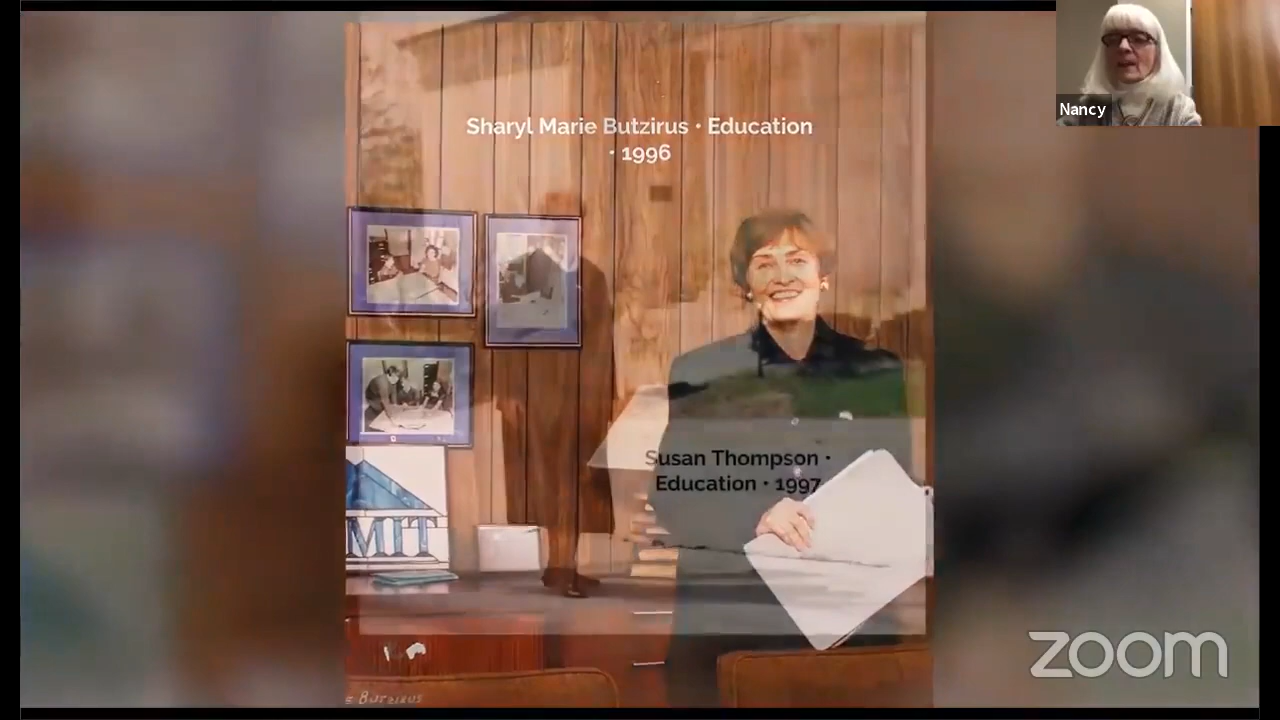 Nancy
Sharyl Marie Butzirus • Education
• 1996
Susan Thompson •
Education • 1997
MIT
zoom